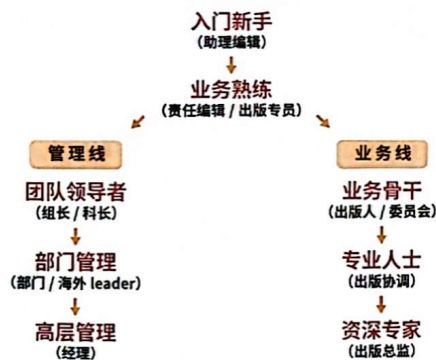 入门新手
（助理编辑）
业务熟练
（责任编辑 / 出版专员）
管理线
业务线
团队领导者
（组长 / 科长）
业务骨干
（出版人 / 委员会）
部门管理
（部门 / 海外 leader）
专业人士
（出版协调）
高层管理
（经理）
资深专家
（出版总监）